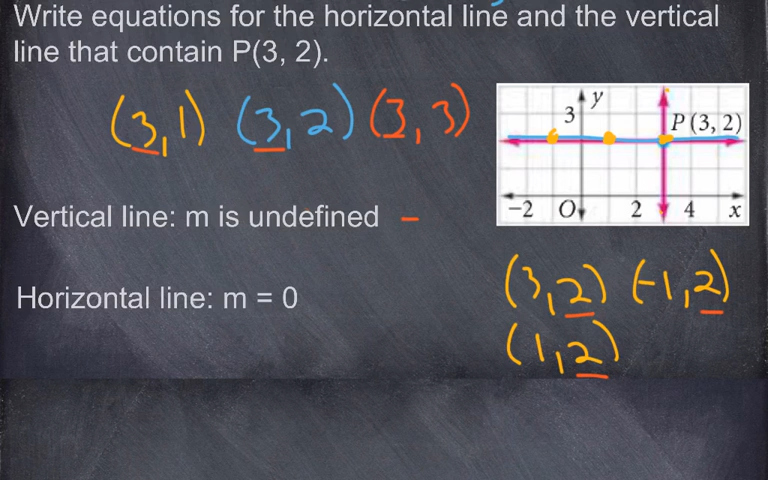 Write equations for the horizontal line and the vertical
line that contain P(3, 2).
(3,1) (3,2) (3,3)
y
3
P(3, 2)
-2 O 2 4 x
Vertical line: m is undefined -
Horizontal line: m = 0
(3,2) (-1,2)
(1,2)